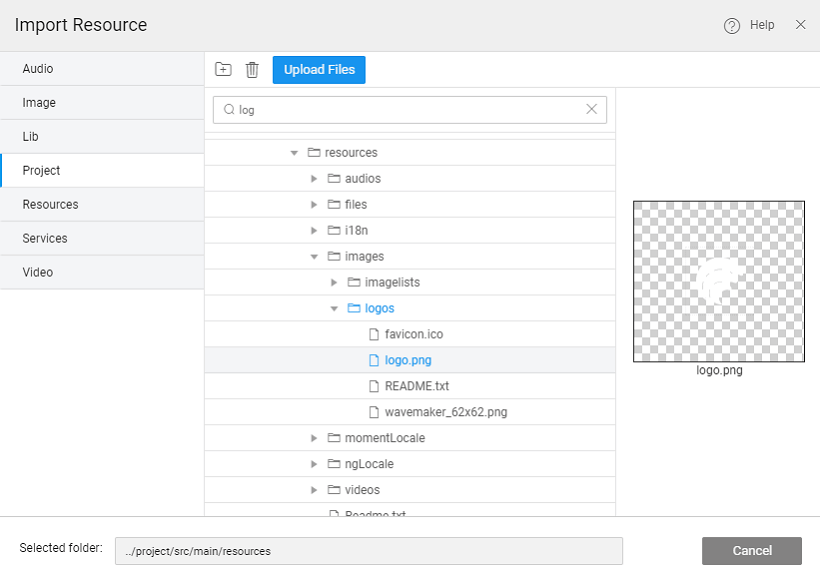 Import Resource
Help
Audio
Image
Lib
Project
Resources
Services
Video
Upload Files
log
resources
audios
files
i18n
images
imagelists
logos
favicon.ico
logo.png
README.txt
wavemaker_62x62.png
momentLocale
ngLocale
videos
Readme.txt
logo.png
Selected folder: ../project/src/main/resources
Cancel